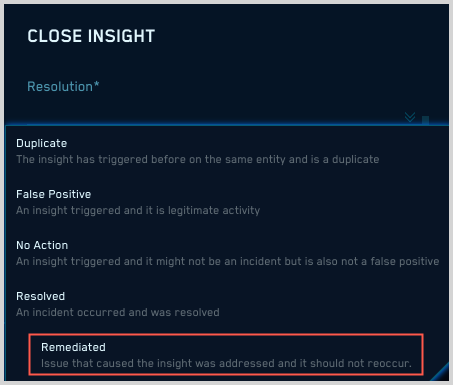 CLOSE INSIGHT
Resolution*
Duplicate
The insight has triggered before on the same entity and is a duplicate
False Positive
An insight triggered and it is legitimate activity
No Action
An insight triggered and it might not be an incident but is also not a false positive
Resolved
An incident occurred and was resolved
Remediated
Issue that caused the insight was addressed and it should not reoccur.